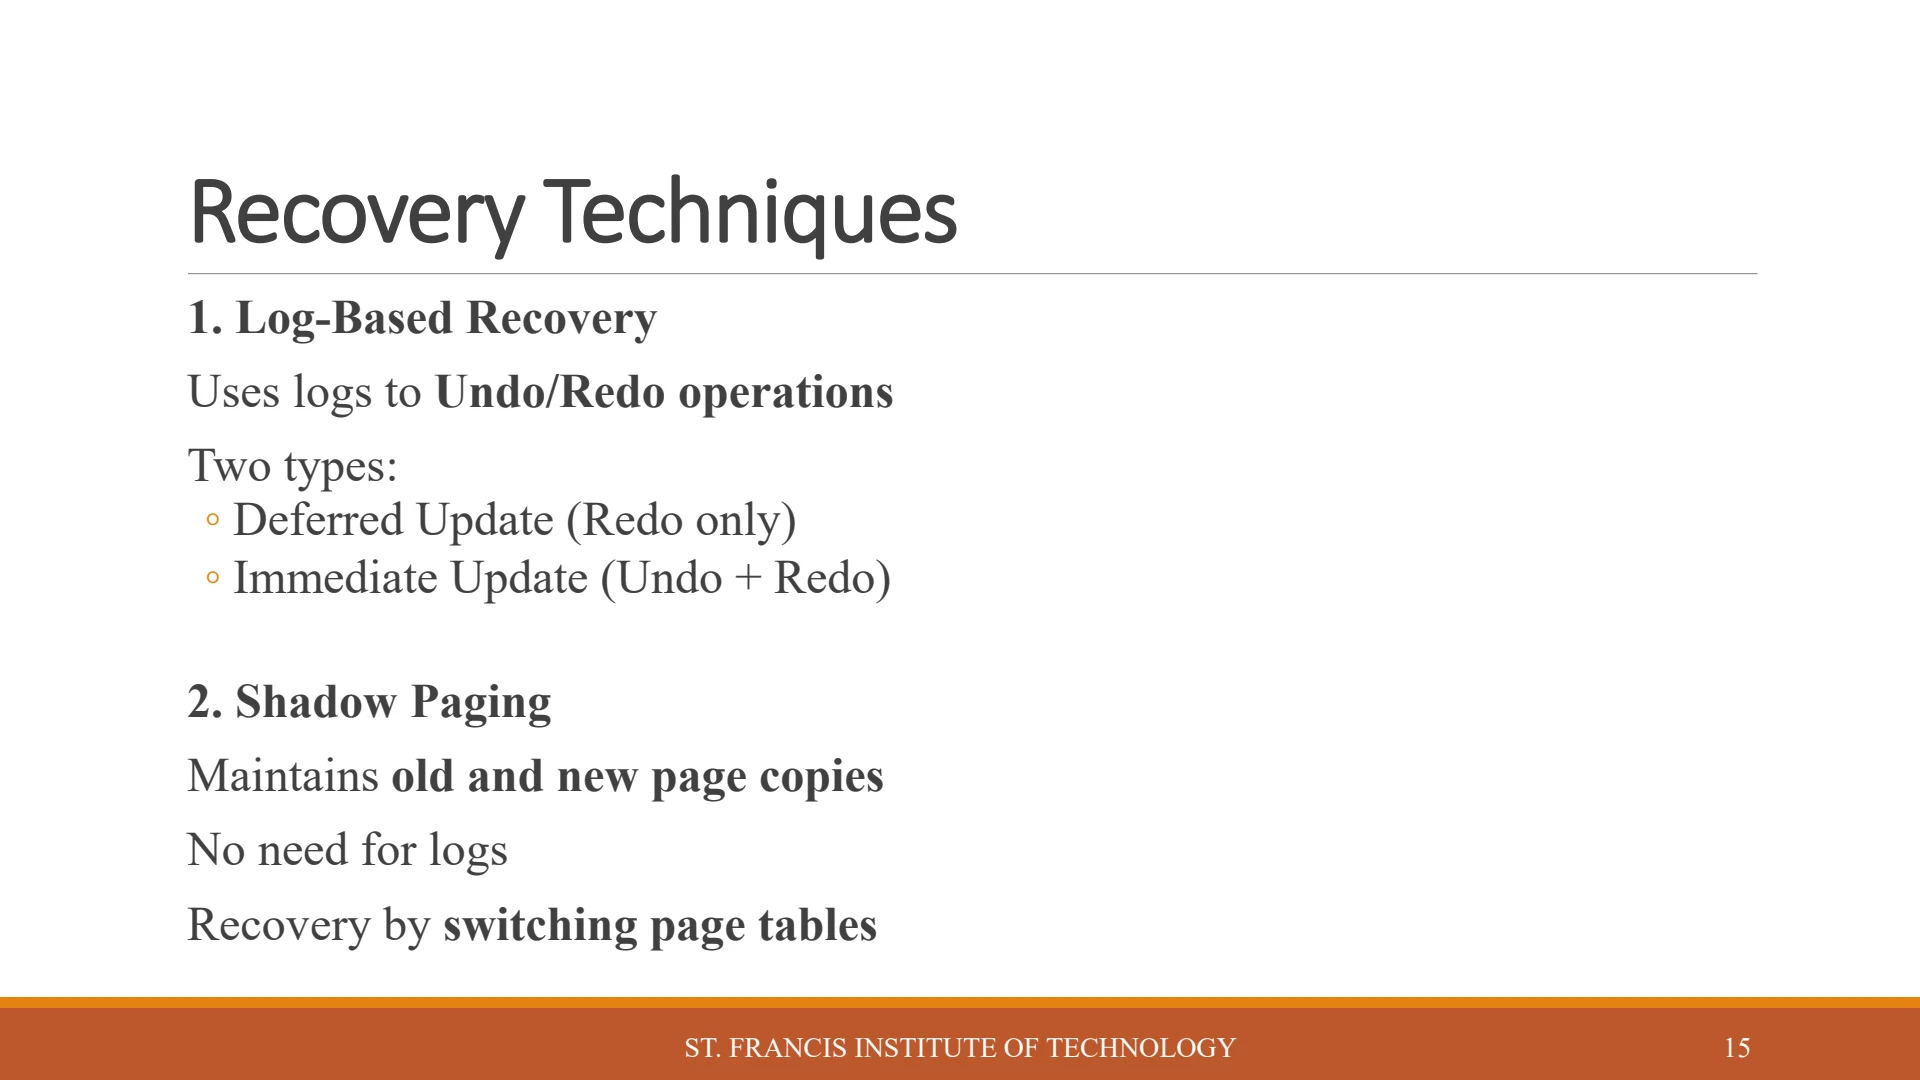 Recovery Techniques
1. Log-Based Recovery
Uses logs to Undo/Redo operations
Two types:
◦ Deferred Update (Redo only)
◦ Immediate Update (Undo + Redo)
2. Shadow Paging
Maintains old and new page copies
No need for logs
Recovery by switching page tables
ST. FRANCIS INSTITUTE OF TECHNOLOGY
15